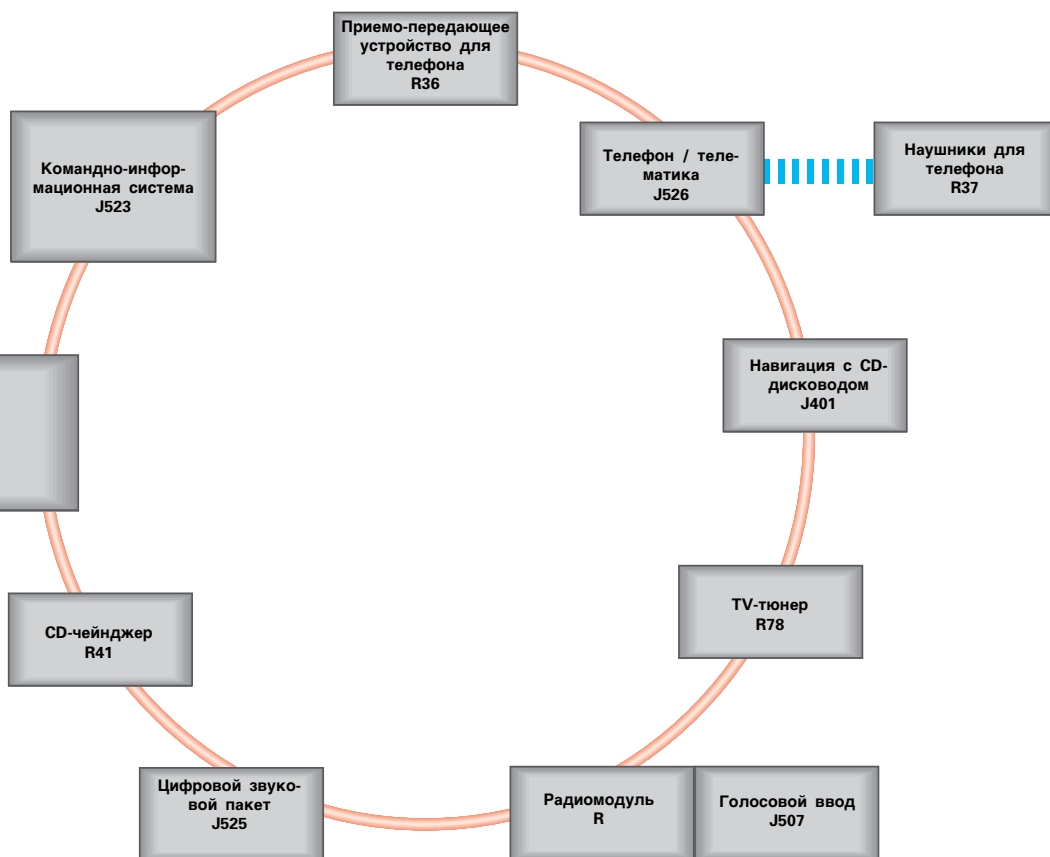 Приемо-передающее
устройство для
телефона
R36
Командно-инфор-
мационная система
J523
Телефон / теле-
матика
J526
Наушники для
телефона
R37
Навигация с CD-
дисководом
J401
TV-тюнер
R78
CD-чейнджер
R41
Цифровой звуко-
вой пакет
J525
Радиомодуль
R
Голосовой ввод
J507